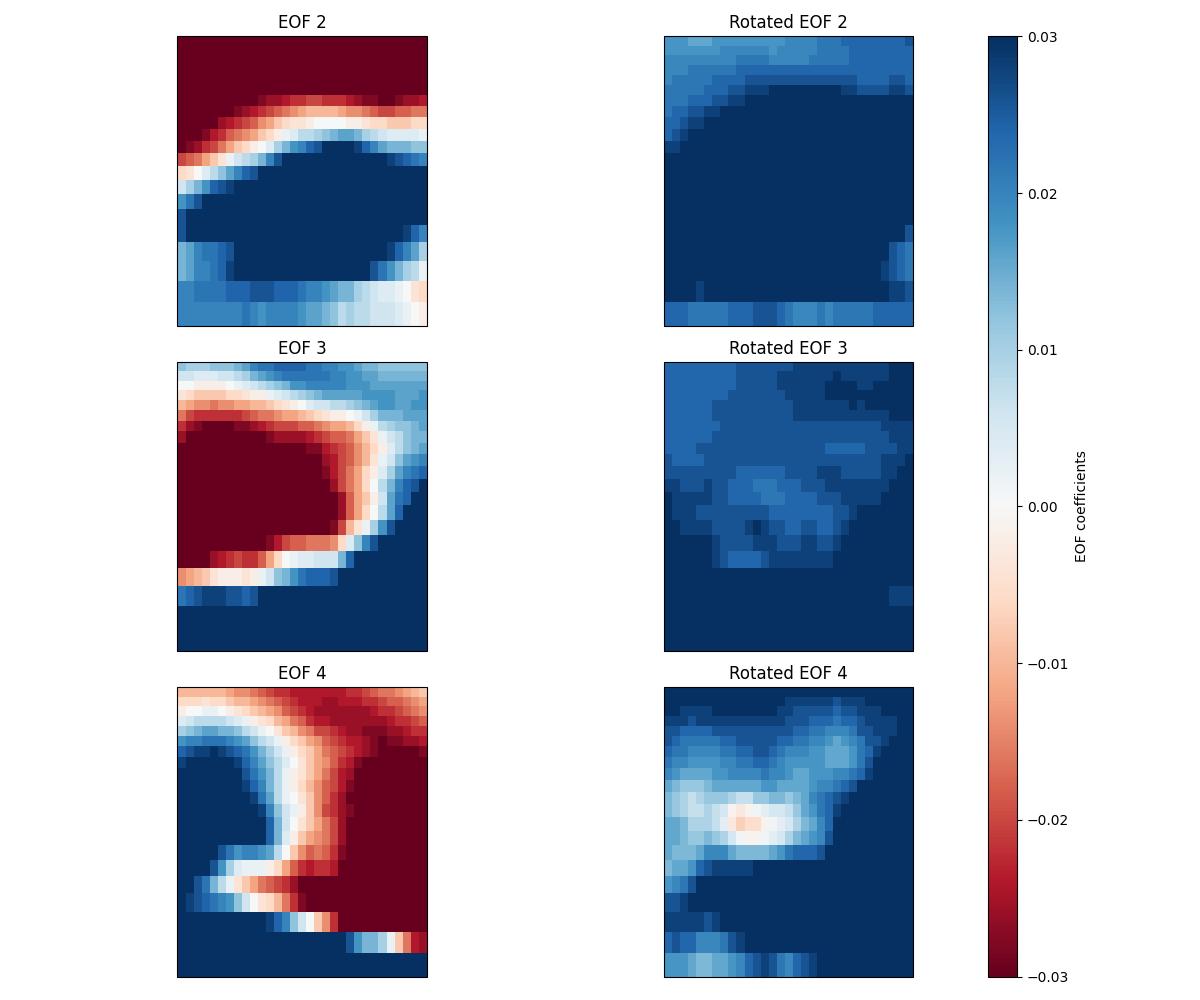 EOF 2
Rotated EOF 2
EOF 3
Rotated EOF 3
EOF 4
Rotated EOF 4
0.03
0.02
0.01
0.00
−0.01
−0.02
−0.03
EOF coefficients